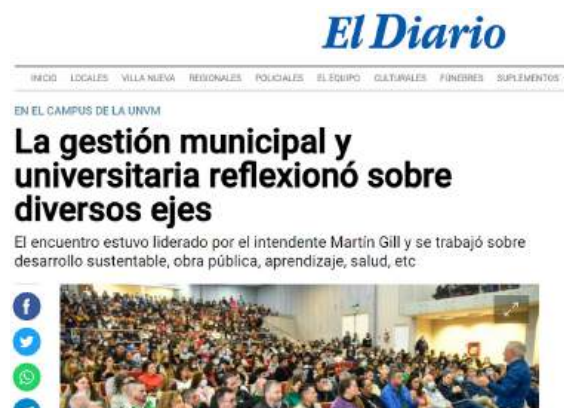 El Diario
INICIO LOCALES VILLA NUEVA REGIONALES POLICIALES EL EQUIPO CULTURALES FÚNEBRES SUPLEMENTOS
EN EL CAMPUS DE LA UNVM
La gestión municipal y
universitaria reflexionó sobre
diversos ejes
El encuentro estuvo liderado por el intendente Martín Gill y se trabajó sobre
desarrollo sustentable, obra pública, aprendizaje, salud, etc